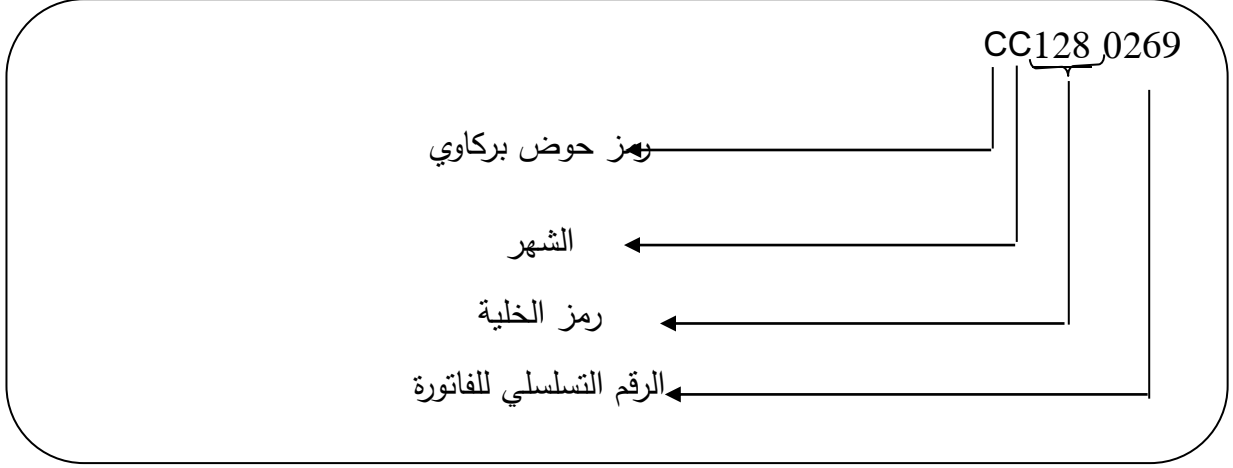 CC128 0269
رمز حوض بركاوي
الشهر
رمز الخلية
الرقم التسلسلي للفاتورة